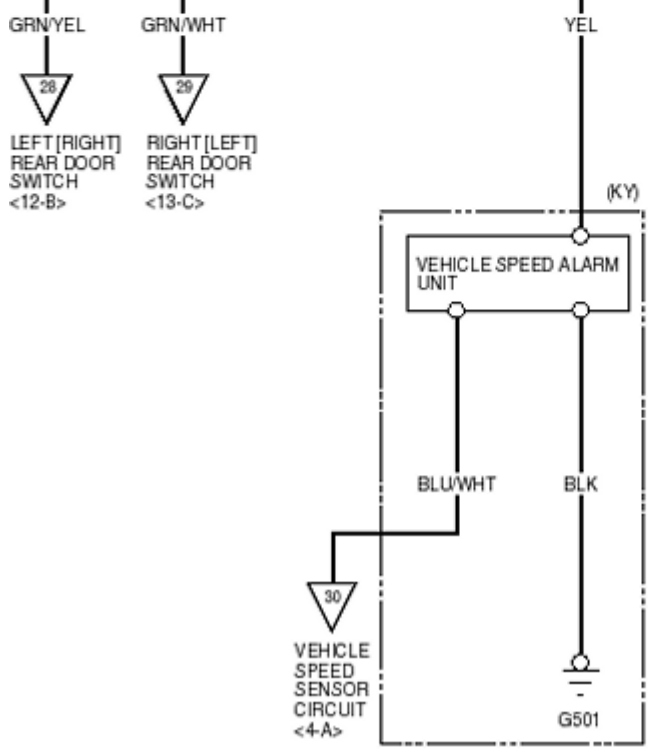 GRN/YEL
GRN/WHT
YEL
28
29
LEFT [RIGHT]
REAR DOOR
SWITCH
<12-B>
RIGHT [LEFT]
REAR DOOR
SWITCH
<13-C>
(KY)
VEHICLE SPEED ALARM
UNIT
BLU/WHT
BLK
30
VEHICLE
SPEED
SENSOR
CIRCUIT
<4-A>
G501